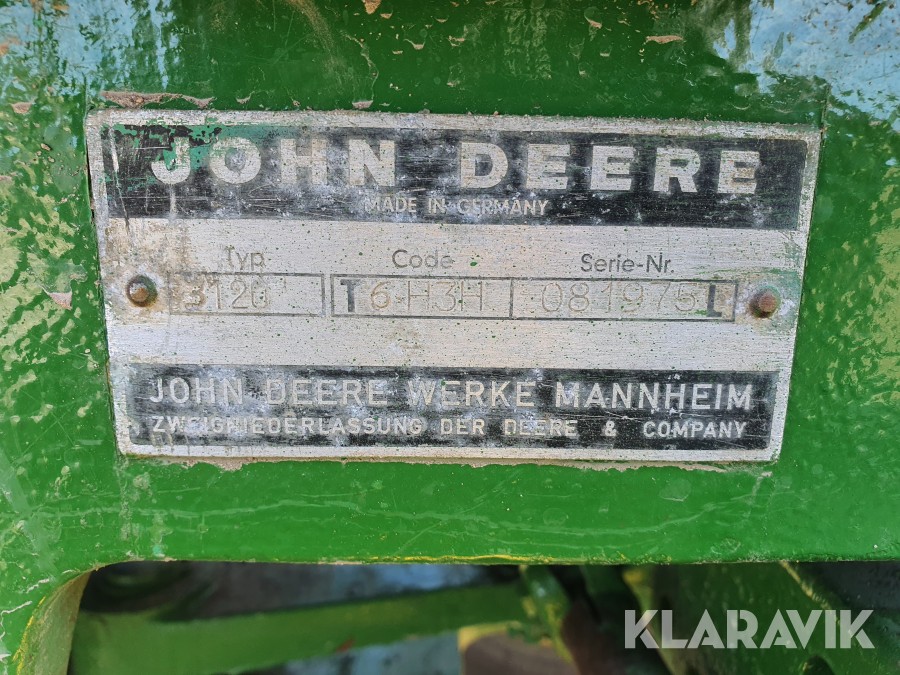 JOHN DEERE
MADE IN GERMANY
Typ Code Serie-Nr.
3120 T6H3H 081975L
JOHN DEERE WERKE MANNHEIM
ZWEIGNIEDERLASSUNG DER DEERE & COMPANY
KLARAVIK